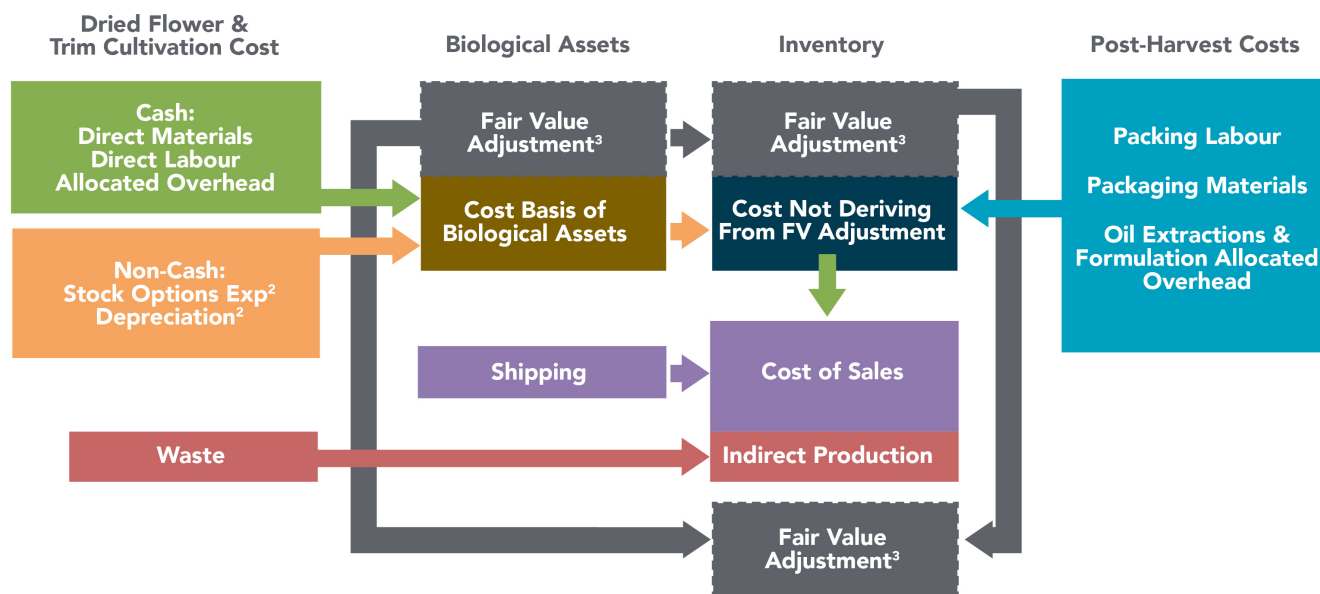 Dried Flower &
Trim Cultivation Cost
Biological Assets
Inventory
Post-Harvest Costs
Cash:
Direct Materials
Direct Labour
Allocated Overhead
Non-Cash:
Stock Options Exp²
Depreciation²
Fair Value
Adjustment³
Cost Basis of
Biological Assets
Fair Value
Adjustment³
Cost Not Deriving
From FV Adjustment
Packing Labour
Packaging Materials
Oil Extractions &
Formulation Allocated
Overhead
Shipping
Cost of Sales
Waste
Indirect Production
Fair Value
Adjustment³